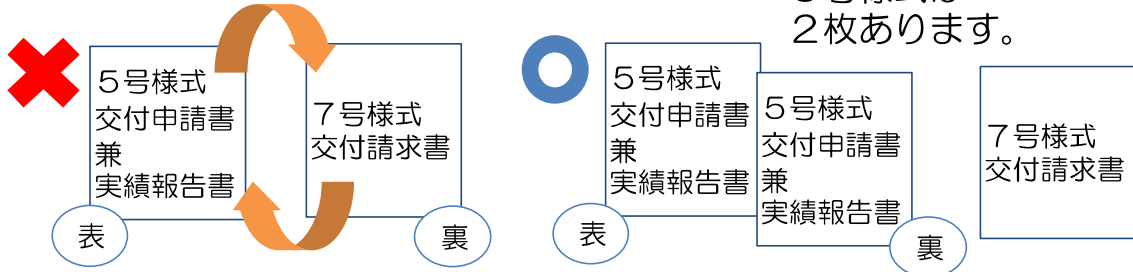 ２枚あります。
５号様式
交付申請書
兼
実績報告書
表
７号様式
交付請求書
裏
５号様式
交付申請書
兼
実績報告書
表
５号様式
交付申請書
兼
実績報告書
裏
７号様式
交付請求書